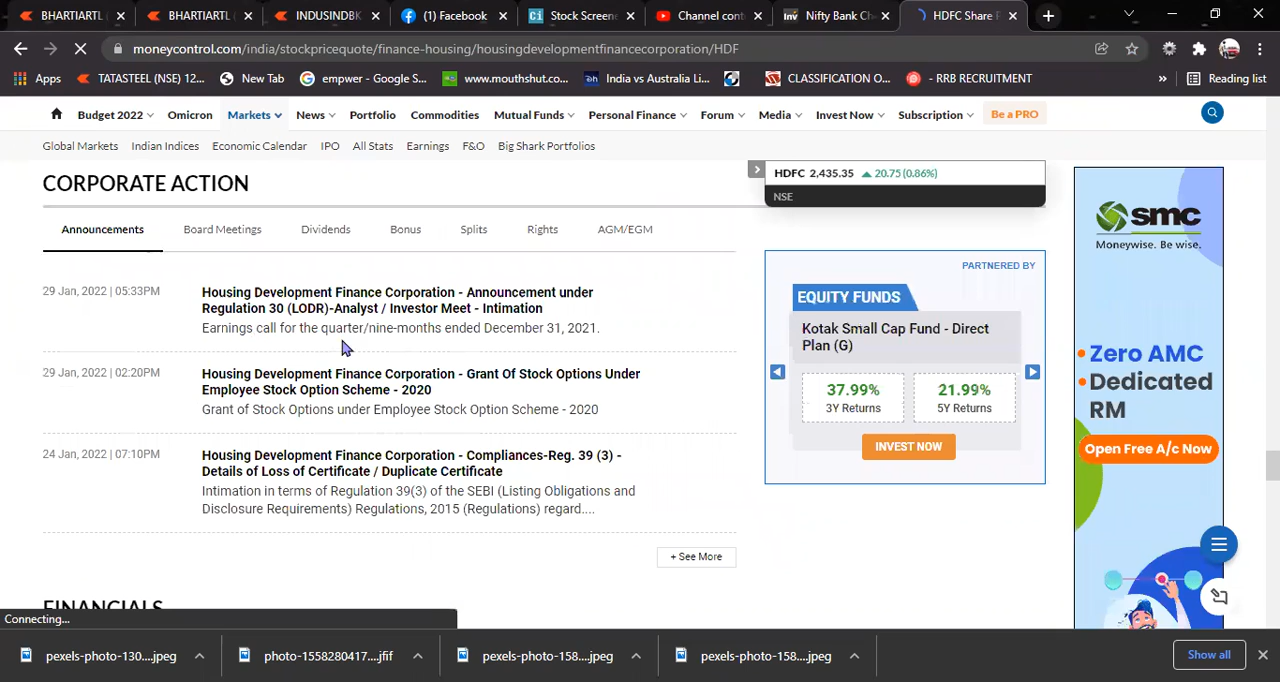 BHARTIARTL
BHARTIARTL
INDUSINDBK
(1) Facebook
Ci
Stock Screene
Channel cont
Inv
Nifty Bank Ch
HDFC Share P
moneycontrol.com/india/stockpricequote/finance-housing/housingdevelopmentfinancecorporation/HDF
Apps
TATASTEEL (NSE) 12...
New Tab
empwer - Google S...
www.mouthshut.co...
India vs Australia Li...
CLASSIFICATION O...
- RRB RECRUITMENT
»
Reading list
Budget 2022
Omicron
Markets
News
Portfolio
Commodities
Mutual Funds
Personal Finance
Forum
Media
Invest Now
Subscription
Be a PRO
Global Markets
Indian Indices
Economic Calendar
IPO
All Stats
Earnings
F&O
Big Shark Portfolios
CORPORATE ACTION
Announcements
Board Meetings
Dividends
Bonus
Splits
Rights
AGM/EGM
29 Jan, 2022 | 05:33PM
Housing Development Finance Corporation - Announcement under
Regulation 30 (LODR)-Analyst / Investor Meet - Intimation
Earnings call for the quarter/nine-months ended December 31, 2021.
29 Jan, 2022 | 02:20PM
Housing Development Finance Corporation - Grant Of Stock Options Under
Employee Stock Option Scheme - 2020
Grant of Stock Options under Employee Stock Option Scheme - 2020
24 Jan, 2022 | 07:10PM
Housing Development Finance Corporation - Compliances-Reg. 39 (3) -
Details of Loss of Certificate / Duplicate Certificate
Intimation in terms of Regulation 39(3) of the SEBI (Listing Obligations and
Disclosure Requirements) Regulations, 2015 (Regulations) regard....
+ See More
FINANCIALS
HDFC 2,435.35 ▲ 20.75 (0.86%)
NSE
PARTNERED BY
EQUITY FUNDS
Kotak Small Cap Fund - Direct
Plan (G)
37.99%
3Y Returns
21.99%
5Y Returns
INVEST NOW
smc
Moneywise. Be wise.
• Zero AMC
• Dedicated
RM
Open Free A/c Now
Connecting...
pexels-photo-130....jpeg
photo-1558280417....jfif
pexels-photo-158....jpeg
pexels-photo-158....jpeg
Show all